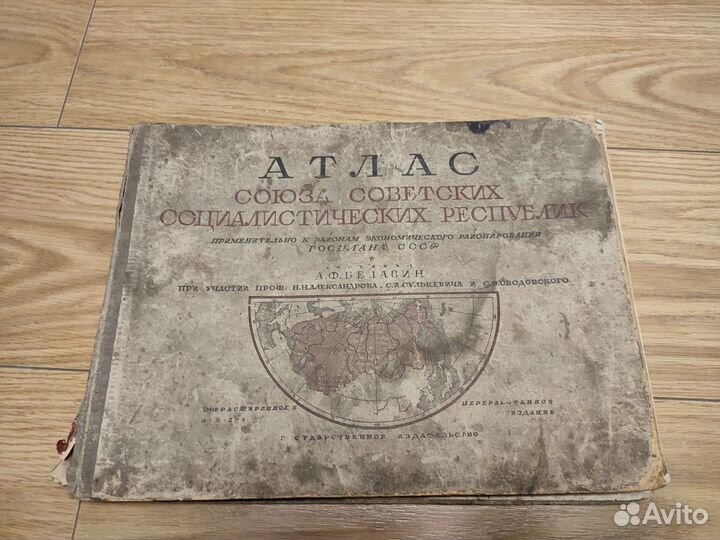 АТЛАС
СОЮЗА СОВЕТСКИХ
СОЦИАЛИСТИЧЕСКИХ РЕСПУБЛИК
ПРИМЕНИТЕЛЬНО К РАЙОНАМ ЭКОНОМИЧЕСКОГО РАЙОНИРОВАНИЯ
ГОСПЛАНА СССР
А.Ф.БЕЛАВИН
ПРИ УЧАСТИИ ПРОФ. Н.Н.АЛЕКСАНДРОВА, С.И.СУЛЬКЕВИЧА И
РАСШИРЕННОЕ И ПЕРЕРАБОТАННОЕ
ИЗДАНИЕ
ГОСУДАРСТВЕННОЕ ИЗДАТЕЛЬСТВО
Avito